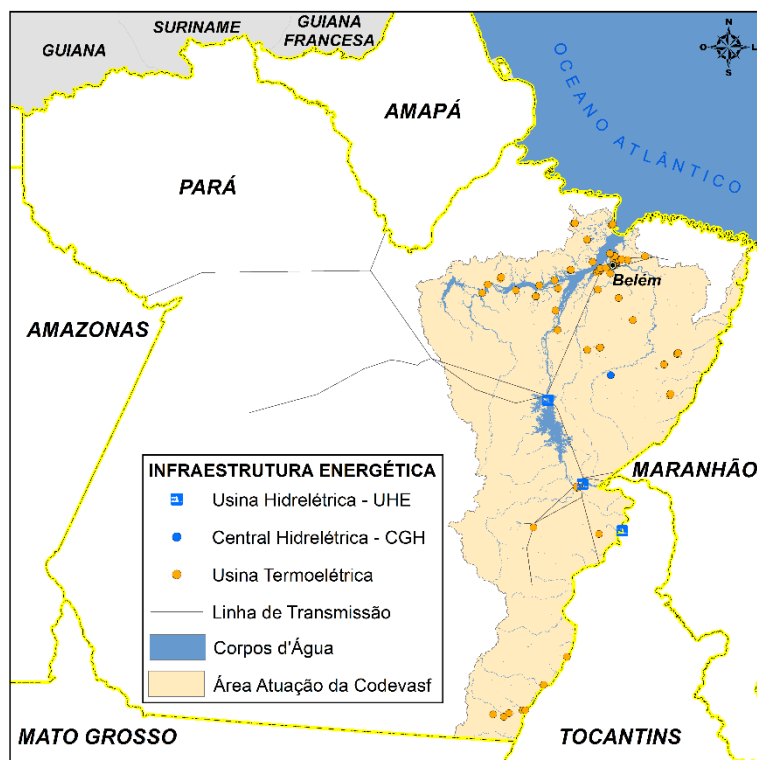 GUIANA
SURINAME
GUIANA
FRANCESA
N
O
L
S
OCEANO ATLÂNTICO
AMAPÁ
PARÁ
Belém
AMAZONAS
MARANHÃO
INFRAESTRUTURA ENERGÉTICA
Usina Hidrelétrica - UHE
Central Hidrelétrica - CGH
Usina Termoelétrica
Linha de Transmissão
Corpos d'Água
Área Atuação da Codevasf
MATO GROSSO
TOCANTINS